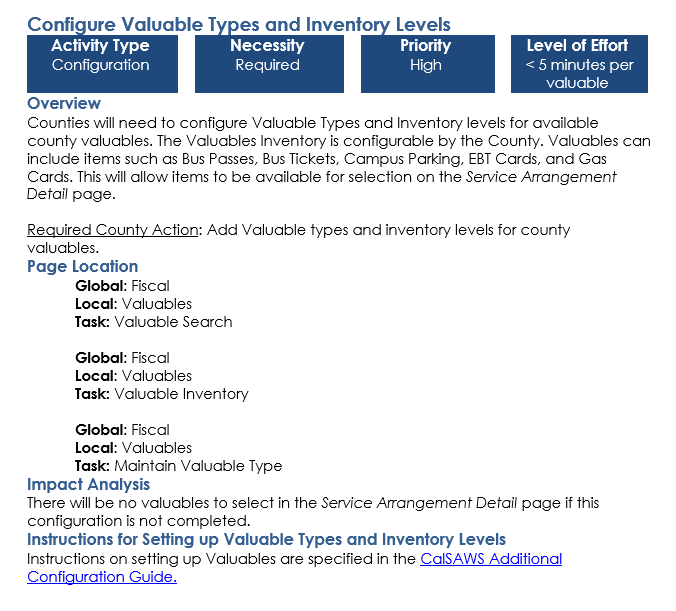 Configure Valuable Types and Inventory Levels
Activity Type
Configuration
Necessity
Required
Priority
High
Level of Effort
< 5 minutes per
valuable
Overview
Counties will need to configure Valuable Types and Inventory levels for available
county valuables. The Valuables Inventory is configurable by the County. Valuables can
include items such as Bus Passes, Bus Tickets, Campus Parking, EBT Cards, and Gas
Cards. This will allow items to be available for selection on the Service Arrangement
Detail page.
Required County Action: Add Valuable types and inventory levels for county
valuables.
Page Location
Global: Fiscal
Local: Valuables
Task: Valuable Search
Global: Fiscal
Local: Valuables
Task: Valuable Inventory
Global: Fiscal
Local: Valuables
Task: Maintain Valuable Type
Impact Analysis
There will be no valuables to select in the Service Arrangement Detail page if this
configuration is not completed.
Instructions for Setting up Valuable Types and Inventory Levels
Instructions on setting up Valuables are specified in the CalSAWS Additional
Configuration Guide.